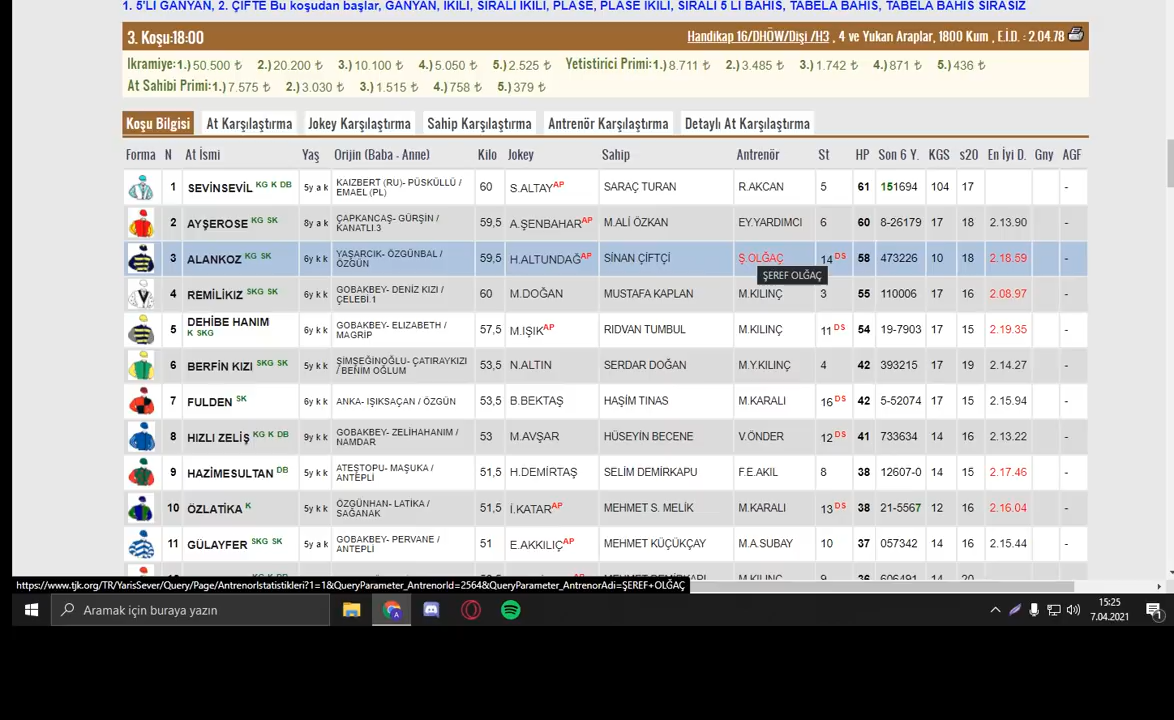 1. 5'Lİ GANYAN, 2. ÇİFTE Bu koşudan başlar, GANYAN, İKİLİ, SIRALI İKİLİ, PLASE, PLASE İKİLİ, SIRALI 5 Lİ BAHİS, TABELA BAHİS, TABELA BAHİS SIRASIZ
3. Koşu:18:00 Handikap 16/DHÖW/Dişi /H3 , 4 ve Yukarı Araplar, 1800 Kum , E.İ.D. : 2.04.78
İkramiye:1.)50.500 ₺ 2.)20.200 ₺ 3.)10.100 ₺ 4.)5.050 ₺ 5.)2.525 ₺ Yetiştirici Primi:1.)8.711 ₺ 2.)3.485 ₺ 3.)1.742 ₺ 4.)871 ₺ 5.)436 ₺
At Sahibi Primi:1.)7.575 ₺ 2.)3.030 ₺ 3.)1.515 ₺ 4.)758 ₺ 5.)379 ₺
Koşu Bilgisi At Karşılaştırma Jokey Karşılaştırma Sahip Karşılaştırma Antrenör Karşılaştırma Detaylı At Karşılaştırma
Forma N At İsmi Yaş Orijin (Baba - Anne) Kilo Jokey Sahip Antrenör St HP Son 6 Y. KGS s20 En İyi D. Gny AGF
1 SEVİNSEVİL KG K DB 5y a k KAIZBERT (RU)- PÜSKÜLLÜ / EMAEL (PL) 60 S.ALTAY AP SARAÇ TURAN R.AKCAN 5 61 151694 104 17 -
2 AYŞEROSE KG SK 8y a k ÇAPKANCAŞ- GÜRŞİN / KANATLI.3 59,5 A.ŞENBAHAR AP M.ALİ ÖZKAN EY.YARDIMCI 6 60 8-26179 17 18 2.13.90 -
3 ALANKOZ KG SK 6y k k YAŞARCIK- ÖZGÜNBAL / ÖZGÜN 59,5 H.ALTUNDAĞ AP SİNAN ÇİFTÇİ Ş.OLĞAÇ 14 DS 58 473226 10 18 2.18.59 -
ŞEREF OLĞAÇ
4 REMİLİKIZ SKG SK 6y k k GOBAKBEY- DENİZ KIZI / ÇELEBİ.1 60 M.DOĞAN MUSTAFA KAPLAN M.KILINÇ 3 55 110006 17 16 2.08.97 -
5 DEHİBE HANIM K SKG 6y k k GOBAKBEY- ELIZABETH / MAGRİP 57,5 M.IŞIK AP RIDVAN TUMBUL M.KILINÇ 11 DS 54 19-7903 17 15 2.19.35 -
6 BERFİN KIZI SKG SK 5y k k ŞİMŞEĞİNOĞLU- ÇATIRAYKIZI / BENİM OĞLUM 53,5 N.ALTIN SERDAR DOĞAN M.Y.KILINÇ 4 42 393215 17 19 2.14.27 -
7 FULDEN SK 6y k k ANKA- IŞIKSAÇAN / ÖZGÜN 53,5 B.BEKTAŞ HAŞİM TINAS M.KARALI 16 DS 42 5-52074 17 15 2.15.94 -
8 HIZLI ZELİŞ KG K DB 9y k k GOBAKBEY- ZELİHAHANIM / NAMDAR 53 M.AVŞAR HÜSEYİN BECENE V.ÖNDER 12 DS 41 733634 14 16 2.13.22 -
9 HAZİMESULTAN DB 5y k k ATEŞTOPU- MAŞUKA / ANTEPLİ 51,5 H.DEMİRTAŞ SELİM DEMİRKAPU F.E.AKIL 8 38 12607-0 14 15 2.17.46 -
10 ÖZLATİKA K 5y k k ÖZGÜNHAN- LATİKA / SAĞANAK 51,5 İ.KATAR AP MEHMET S. MELİK M.KARALI 13 DS 38 21-5567 12 16 2.16.04 -
11 GÜLAYFER SKG SK 5y a k GOBAKBEY- PERVANE / ANTEPLİ 51 E.AKKILIÇ AP MEHMET KÜÇÜKÇAY M.A.SUBAY 10 37 057342 14 16 2.15.44 -
M.KILINÇ 9 36 606491 14 20 -
https://www.tjk.org/TR/YarisSever/Query/Page/AntrenorIstatistikleri?1=1&QueryParameter_AntrenorId=2564&QueryParameter_AntrenorAdi=ŞEREF+OLĞAÇ
Aramak için buraya yazın
15:25
7.04.2021
1